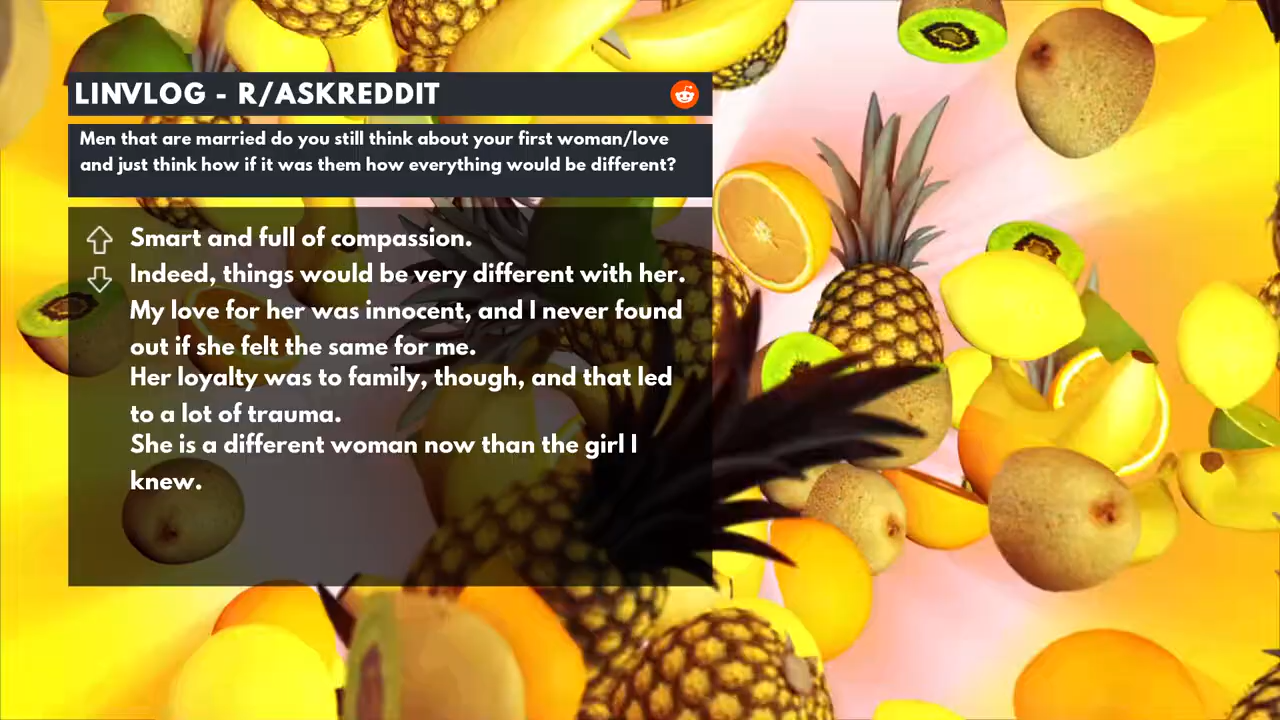 LINVLOG - R/ASKREDDIT
Men that are married do you still think about your first woman/love
and just think how if it was them how everything would be different?
Smart and full of compassion.
Indeed, things would be very different with her.
My love for her was innocent, and I never found
out if she felt the same for me.
Her loyalty was to family, though, and that led
to a lot of trauma.
She is a different woman now than the girl I
knew.